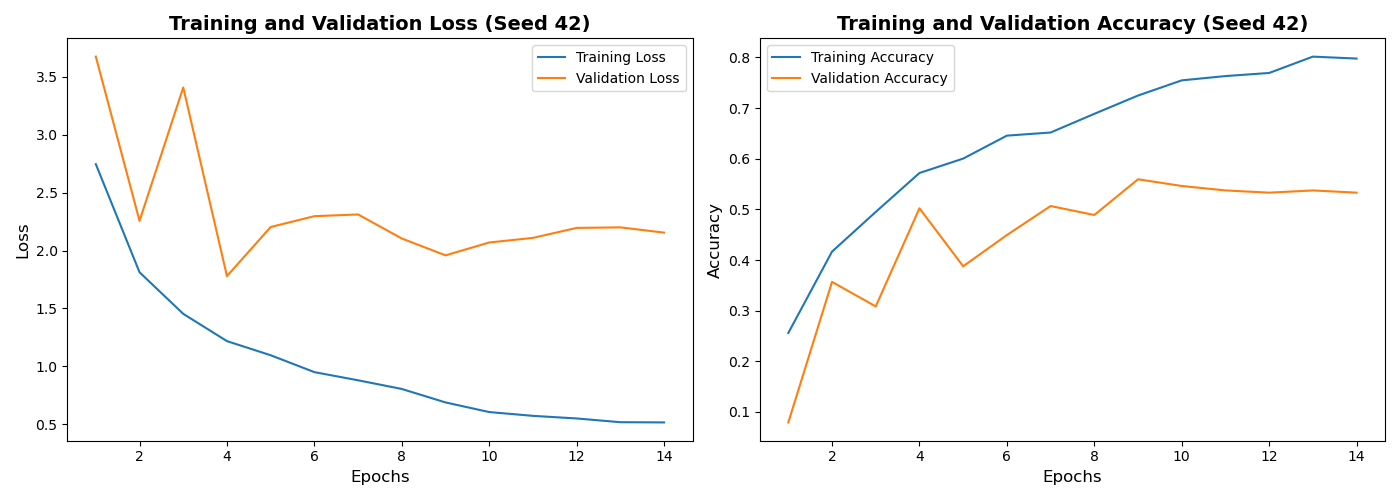 Training and Validation Loss (Seed 42)
Training Loss
Validation Loss
3.5
3.0
2.5
2.0
1.5
1.0
0.5
Loss
2 4 6 8 10 12 14
Epochs
Training and Validation Accuracy (Seed 42)
Training Accuracy
Validation Accuracy
0.8
0.7
0.6
0.5
0.4
0.3
0.2
0.1
Accuracy
2 4 6 8 10 12 14
Epochs